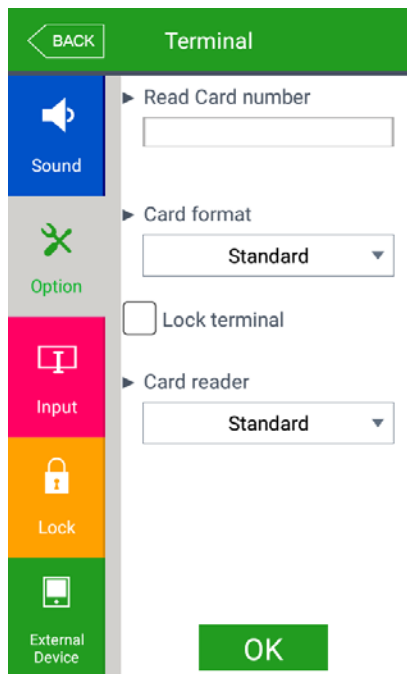 BACK
Terminal
Sound
Option
Input
Lock
External
Device
► Read Card number
► Card format
Standard
Lock terminal
► Card reader
Standard
OK